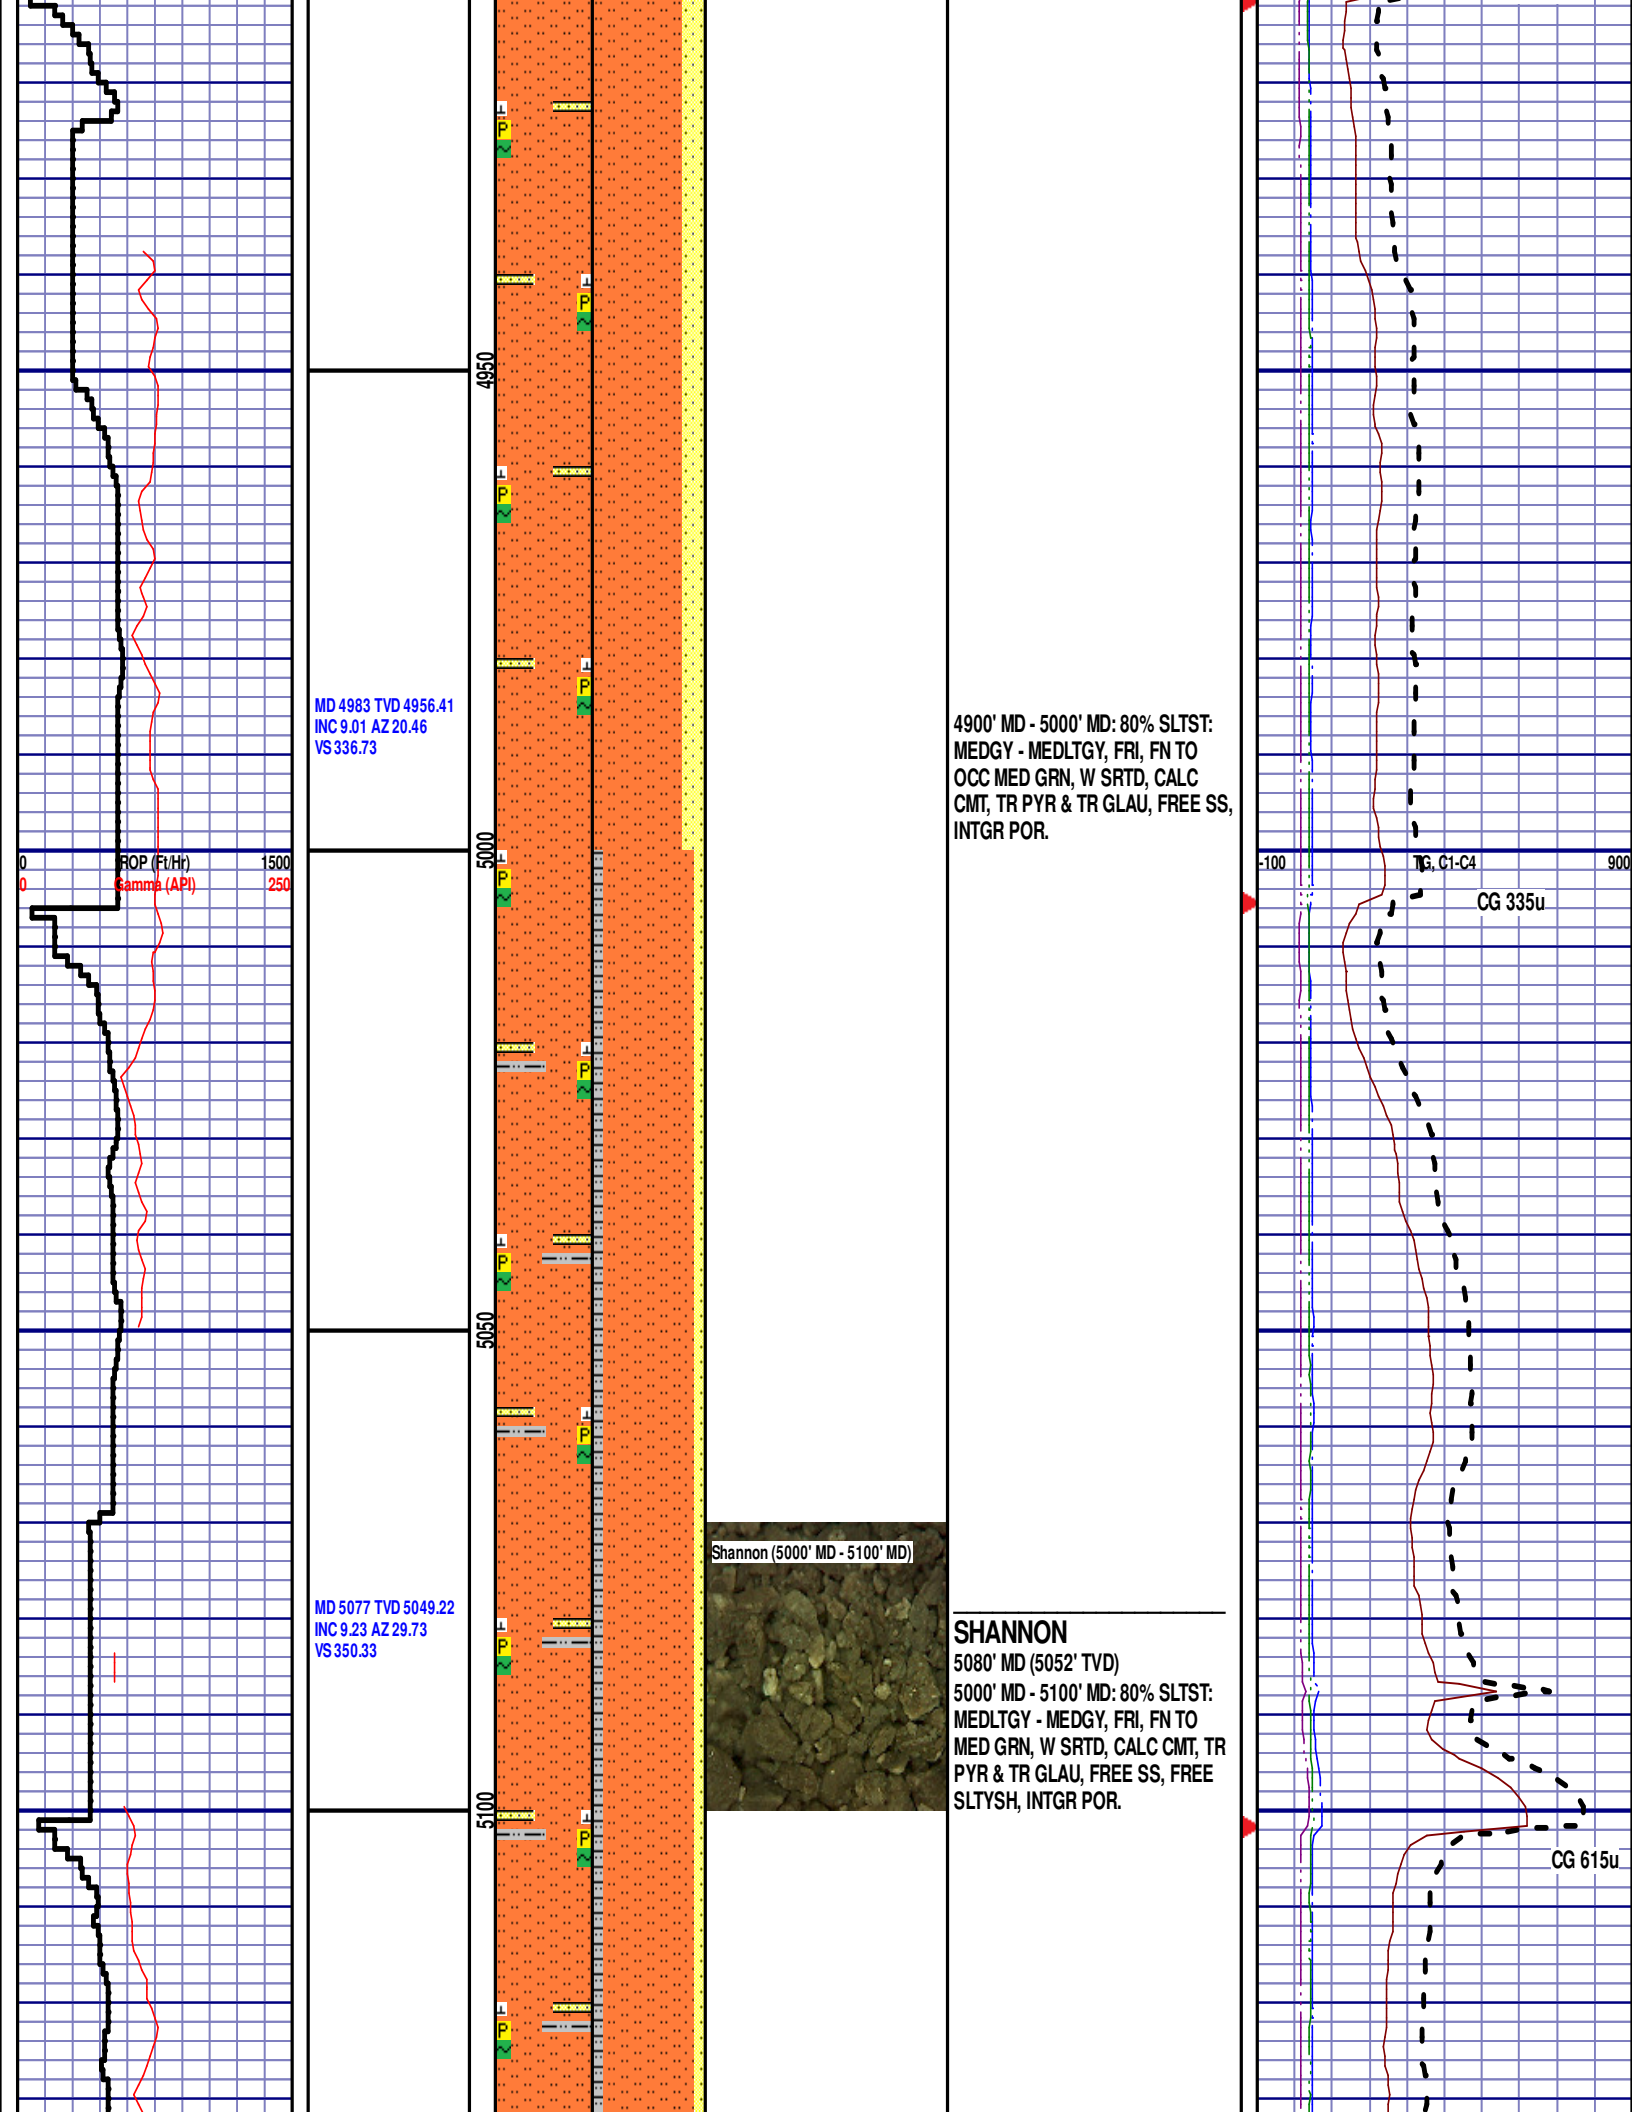 4950
MD 4983 TVD 4956.41
INC 9.01 AZ 20.46
VS 336.73
4900' MD - 5000' MD: 80% SLTST:
MEDGY - MEDLTGY, FRI, FN TO
OCC MED GRN, W SRTD, CALC
CMT, TR PYR & TR GLAU, FREE SS,
INTGR POR.
5000
0 ROP (Ft/Hr) 1500
0 Gamma (API) 250
-100 TG, C1-C4 900
CG 335u
5050
Shannon (5000' MD - 5100' MD)
MD 5077 TVD 5049.22
INC 9.23 AZ 29.73
VS 350.33
SHANNON
5080' MD (5052' TVD)
5000' MD - 5100' MD: 80% SLTST:
MEDLTGY - MEDGY, FRI, FN TO
MED GRN, W SRTD, CALC CMT, TR
PYR & TR GLAU, FREE SS, FREE
SLTYSH, INTGR POR.
5100
CG 615u
P
P
P
P
P
P
P
P
P
P
P